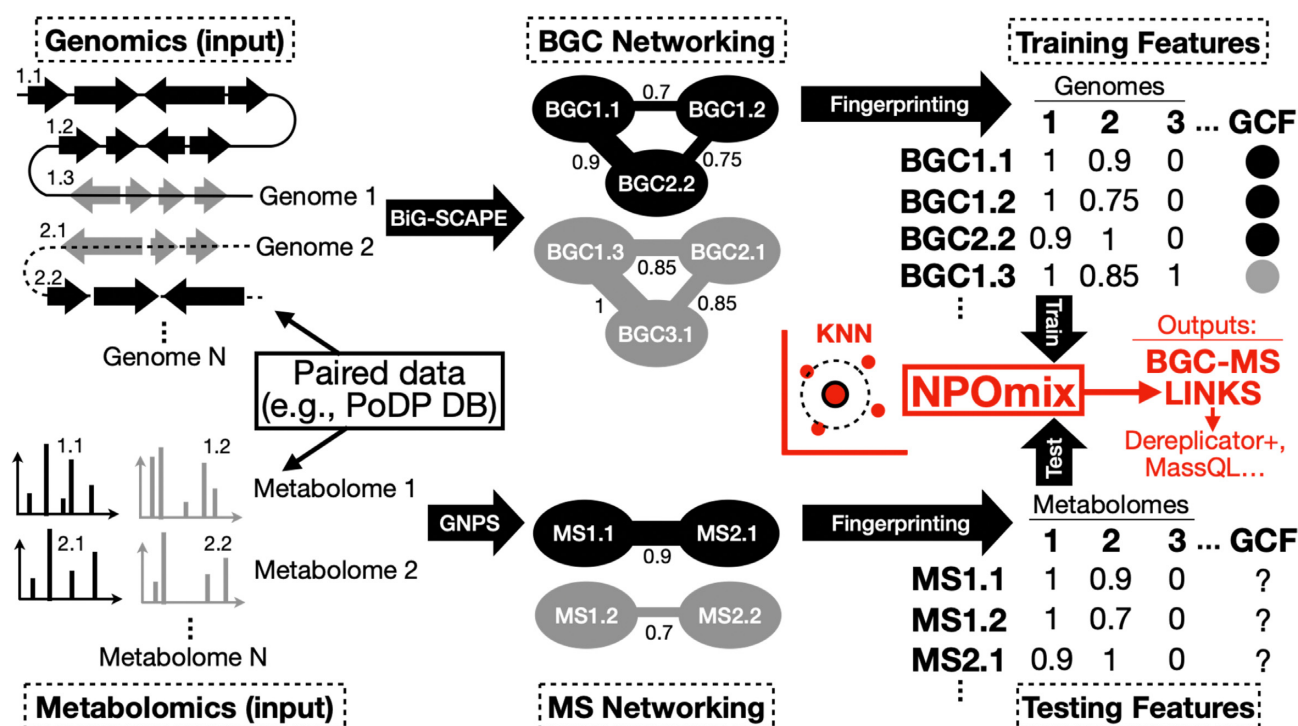 Genomics (input)
1.1
1.2
1.3
Genome 1
2.1
Genome 2
2.2
Genome N
Paired data
(e.g., PoDP DB)
1.1
1.2
Metabolome 1
2.1
2.2
Metabolome 2
Metabolome N
Metabolomics (input)
BiG-SCAPE
GNPS
BGC Networking
BGC1.1
0.7
BGC1.2
0.9
0.75
BGC2.2
BGC1.3
0.85
BGC2.1
1
0.85
BGC3.1
MS1.1
MS2.1
0.9
MS1.2
MS2.2
0.7
MS Networking
Fingerprinting
Fingerprinting
Training Features
Genomes
1 2 3 ... GCF
BGC1.1 1 0.9 0
BGC1.2 1 0.75 0
BGC2.2 0.9 1 0
BGC1.3 1 0.85 1
Train
KNN
NPOmix
Outputs:
BGC-MS
LINKS
Dereplicator+,
MassQL...
Test
Metabolomes
1 2 3 ... GCF
MS1.1 1 0.9 0 ?
MS1.2 1 0.7 0 ?
MS2.1 0.9 1 0 ?
Testing Features